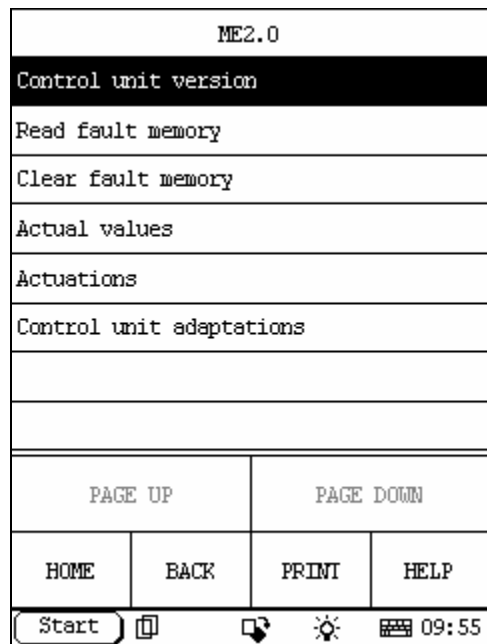 ME2.0
Control unit version
Read fault memory
Clear fault memory
Actual values
Actuations
Control unit adaptations
PAGE UP PAGE DOWN
HOME BACK PRINT HELP
Start 09:55